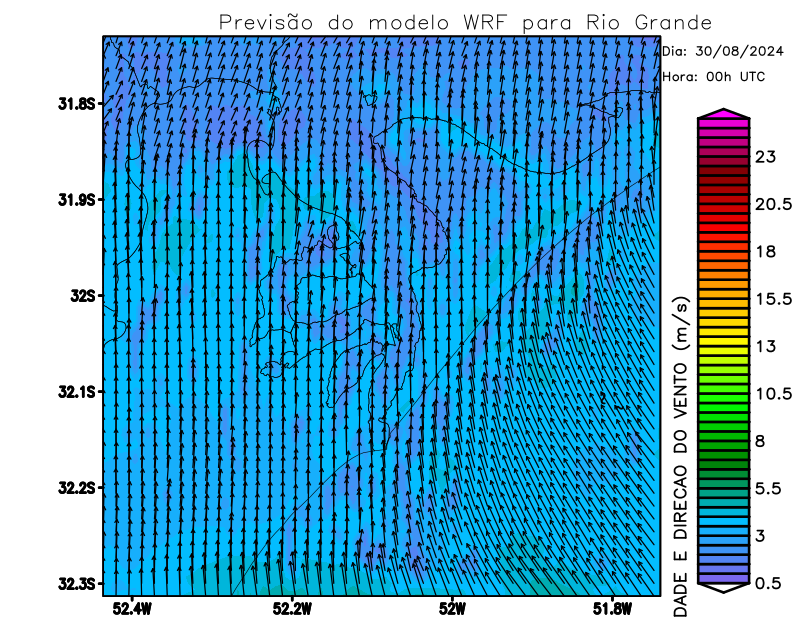 Previsão do modelo WRF para Rio Grande
Dia: 30/08/2024
Hora: 00h UTC
31.8S
31.9S
32S
32.1S
32.2S
32.3S
52.4W
52.2W
52W
51.8W
23
20.5
18
15.5
13
10.5
8
5.5
3
0.5
DADE E DIRECAO DO VENTO (m/s)